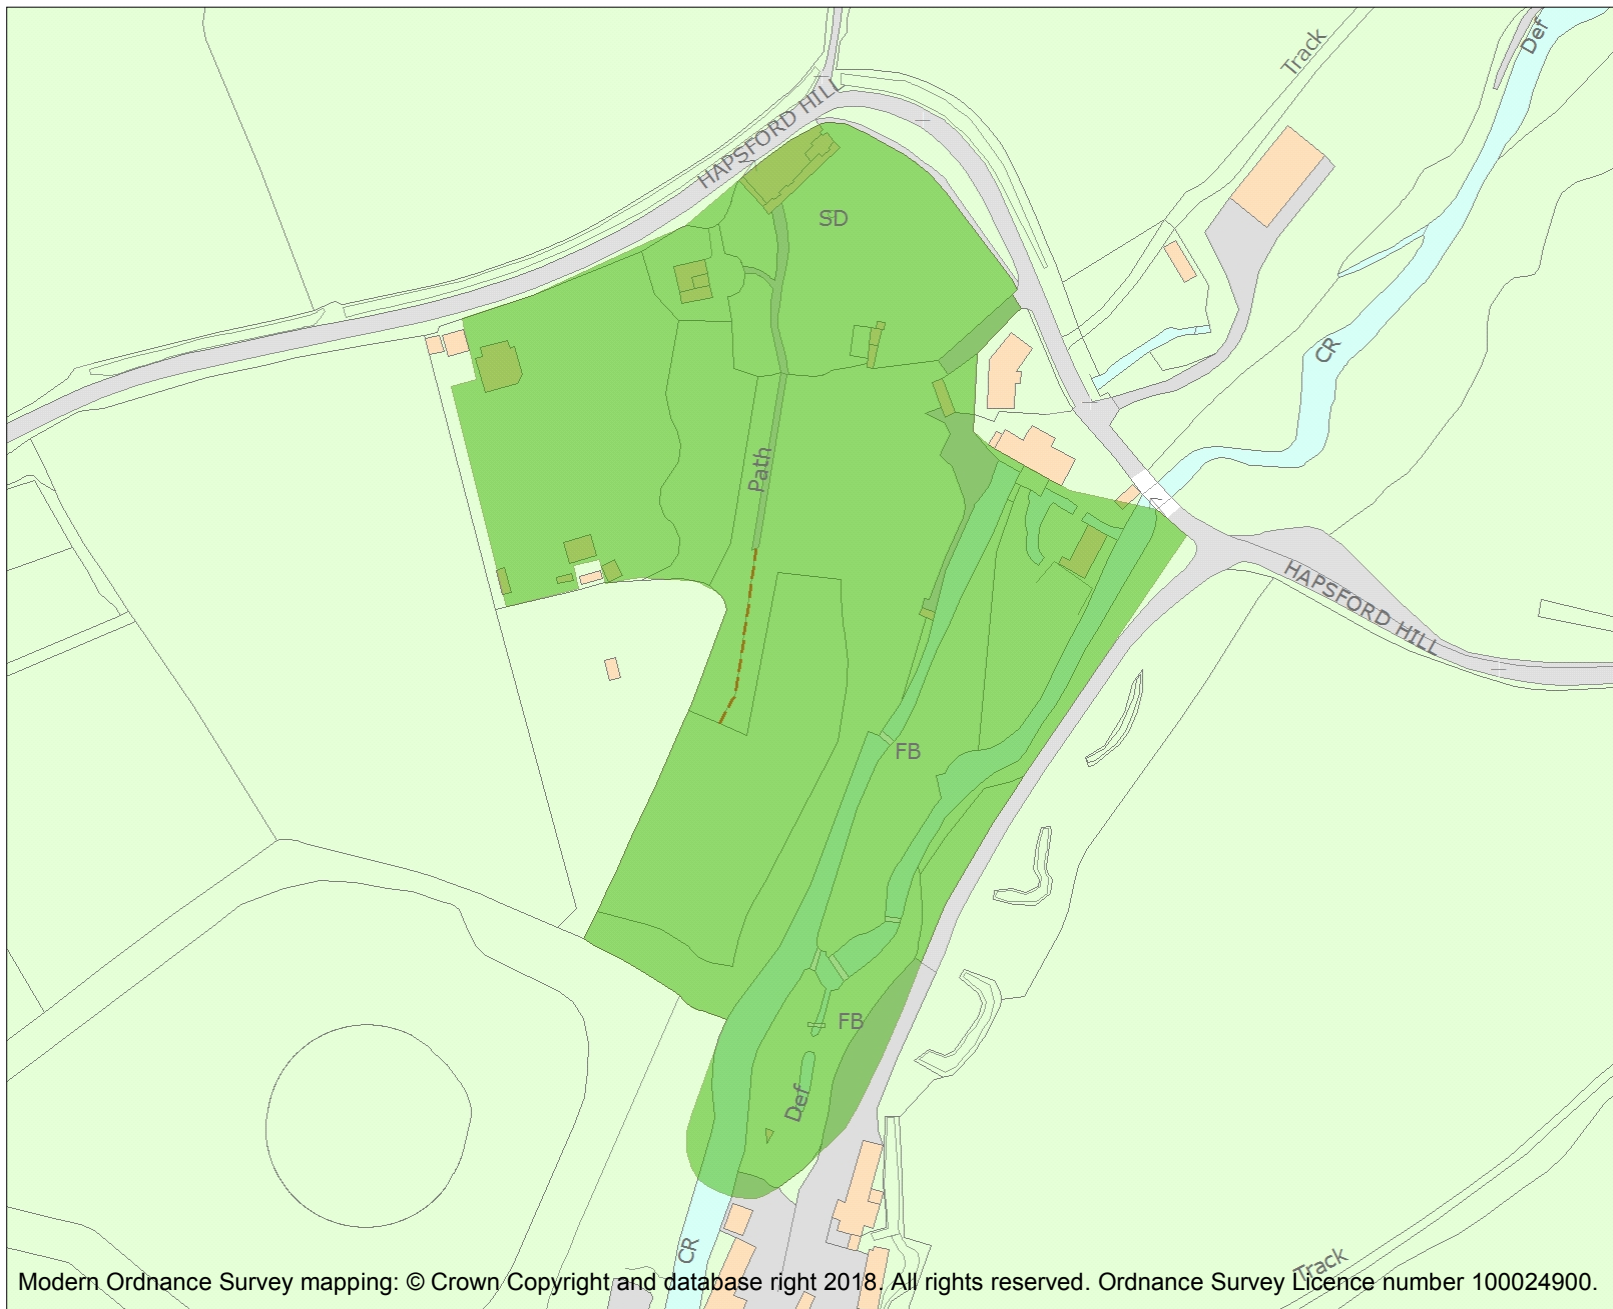 Def
Track
HAPSFORD HILL
SD
CR
Path
HAPSFORD HILL
FB
FB
Def
CR
Track
Modern Ordnance Survey mapping: © Crown Copyright and database right 2018. All rights reserved. Ordnance Survey Licence number 100024900.